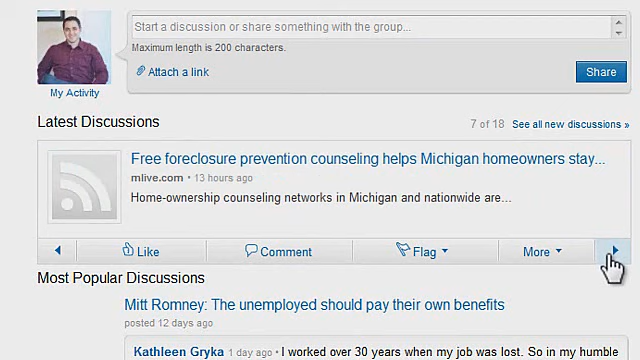 Start a discussion or share something with the group...
Maximum length is 200 characters.
Attach a link
Share
My Activity
Latest Discussions
7 of 18 See all new discussions »
Free foreclosure prevention counseling helps Michigan homeowners stay...
mlive.com • 13 hours ago
Home-ownership counseling networks in Michigan and nationwide are...
Like Comment Flag More
Most Popular Discussions
Mitt Romney: The unemployed should pay their own benefits
posted 12 days ago
Kathleen Gryka 1 day ago • I worked over 30 years when my job was lost. So in my humble